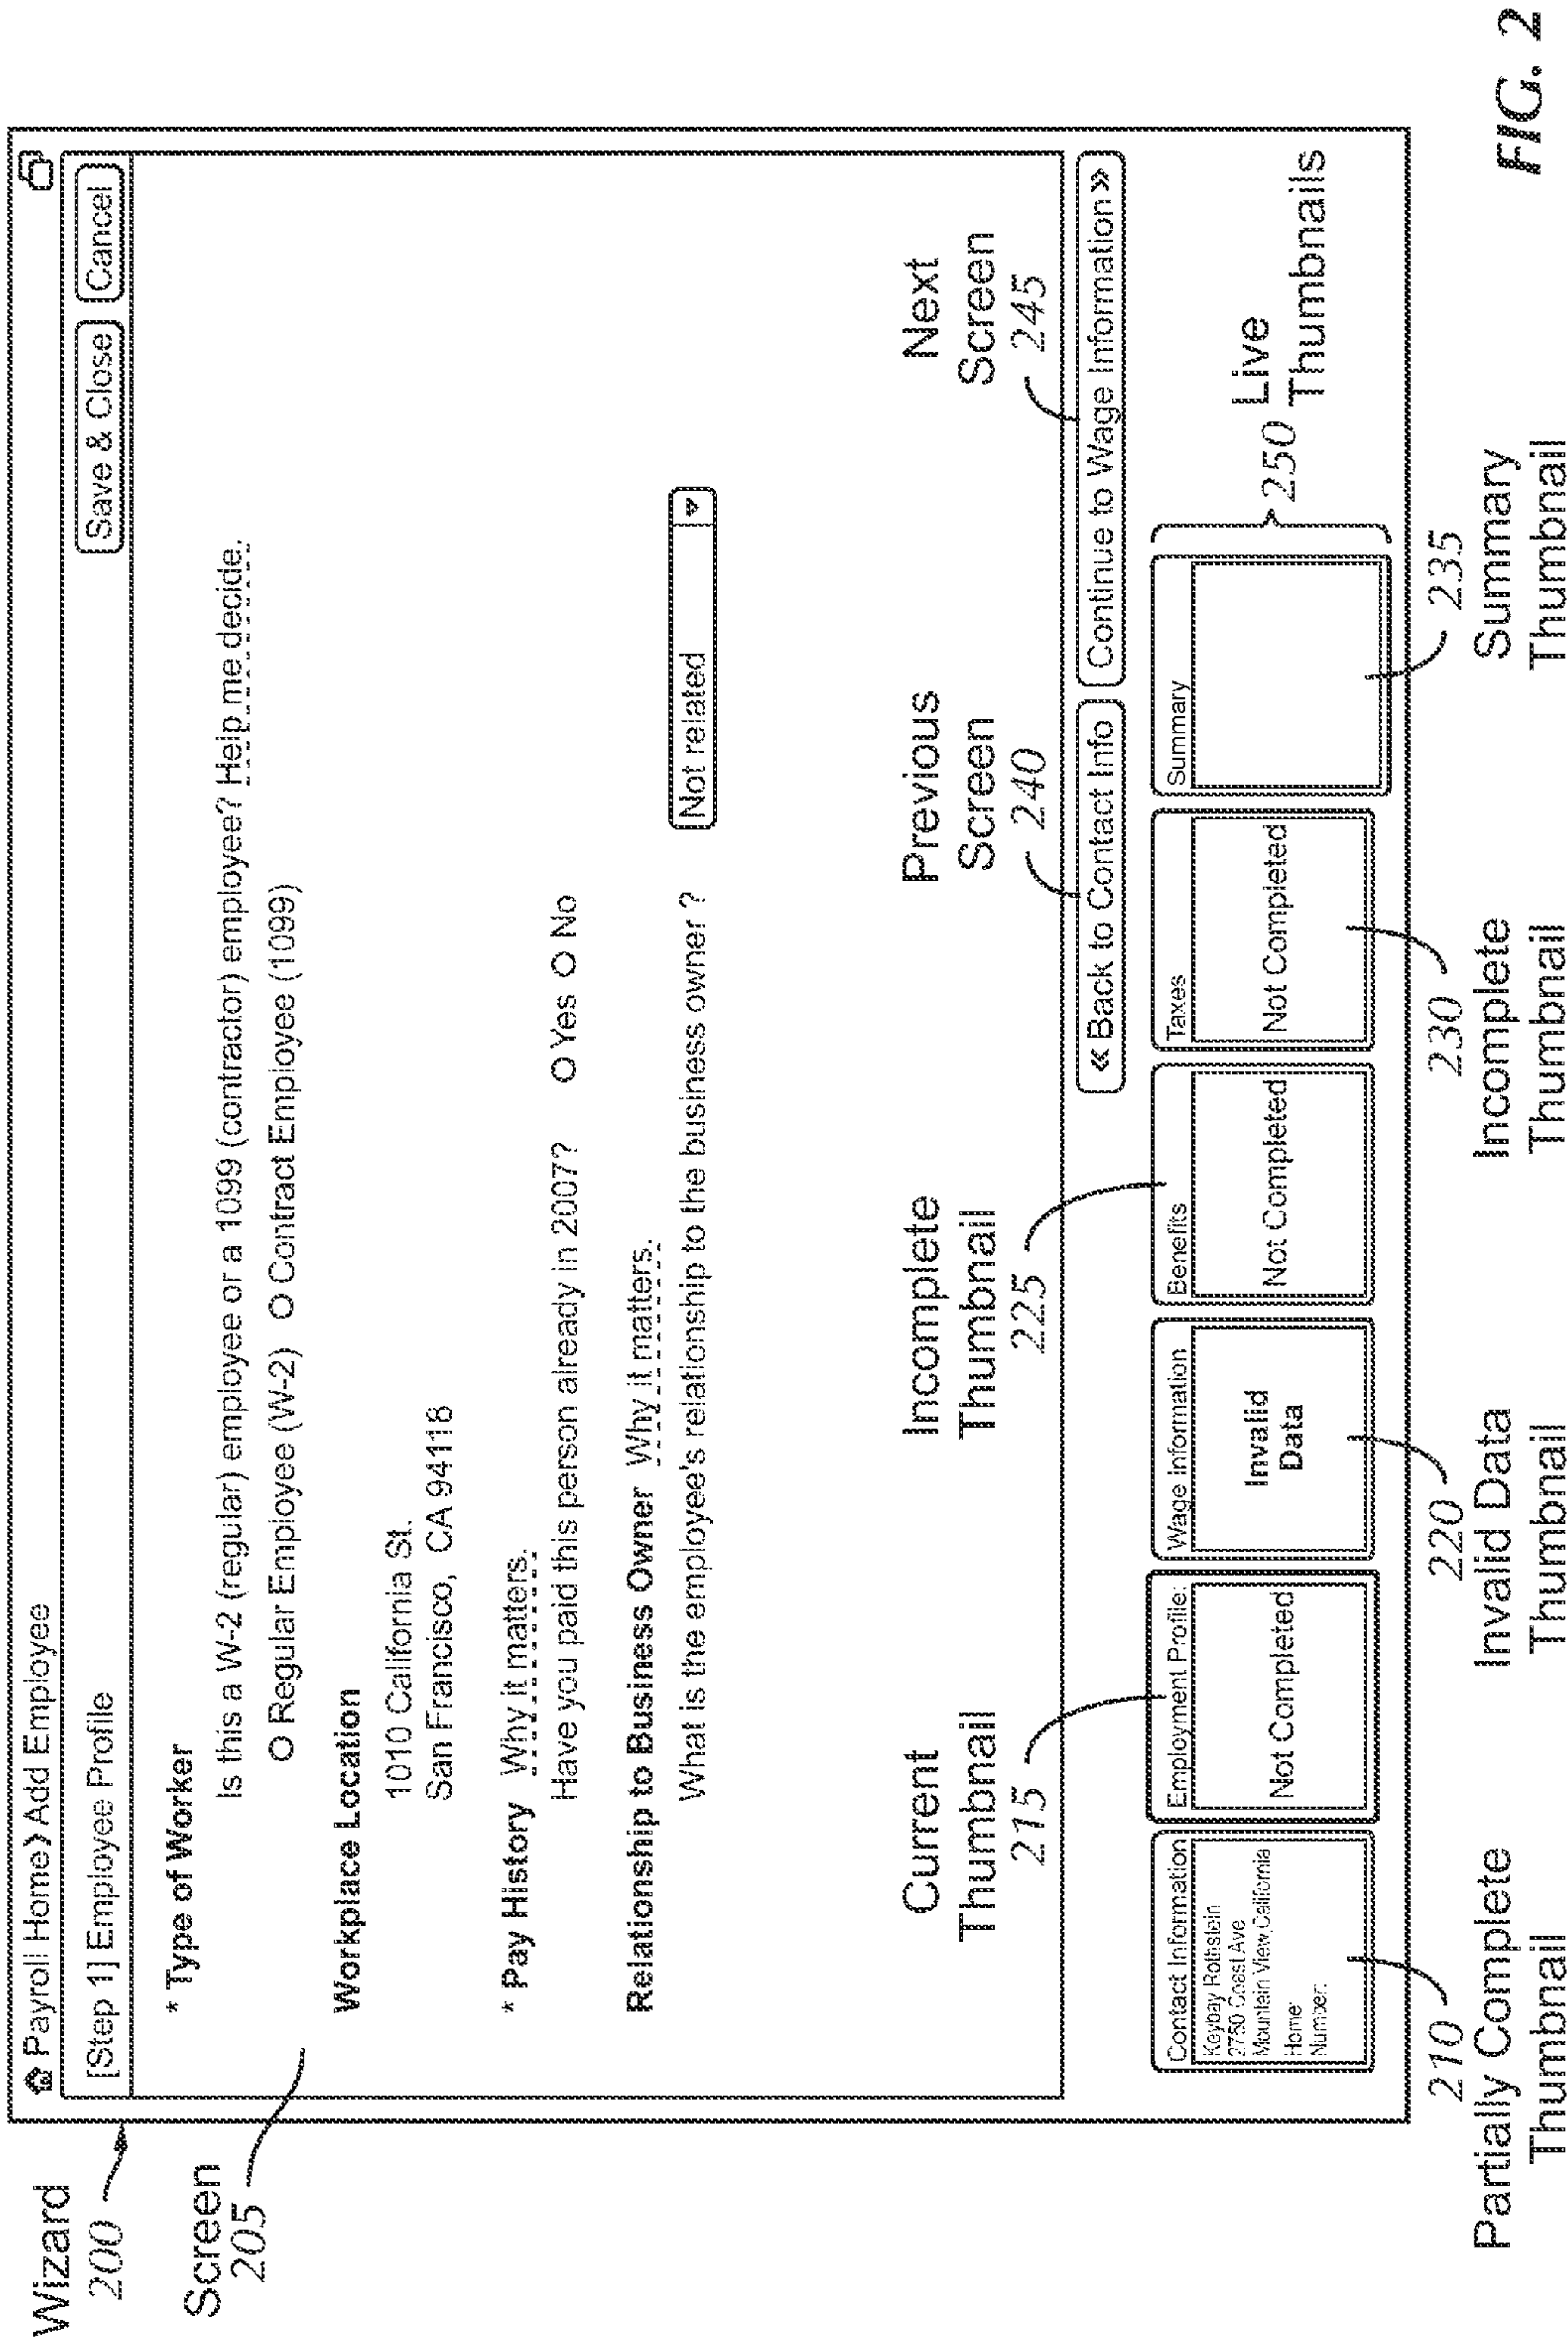 Wizard
200
Payroll Home > Add Employee
[Step 1] Employee Profile
Save & Close
Cancel
Screen
205
* Type of Worker
Is this a W-2 (regular) employee or a 1099 (contractor) employee? Help me decide.
O Regular Employee (W-2) O Contract Employee (1099)
Workplace Location
1010 California St.
San Francisco, CA 94118
* Pay History Why it matters.
Have you paid this person already in 2007? O Yes O No
Relationship to Business Owner Why it matters.
What is the employee's relationship to the business owner ?
Not related
Current
Thumbnail
215
Incomplete
Thumbnail
225
Previous
Screen
240
Next
Screen
245
« Back to Contact Info
Continue to Wage Information »
Contact Information
Keybay Rothstein
2750 Coast Ave
Mountain View, California
Home:
Number:
Employment Profile:
Not Completed
Wage Information
Invalid
Data
Benefits
Not Completed
Taxes
Not Completed
Summary
250
Live
Thumbnails
210
Partially Complete
Thumbnail
220
Invalid Data
Thumbnail
230
Incomplete
Thumbnail
235
Summary
Thumbnail
FIG. 2